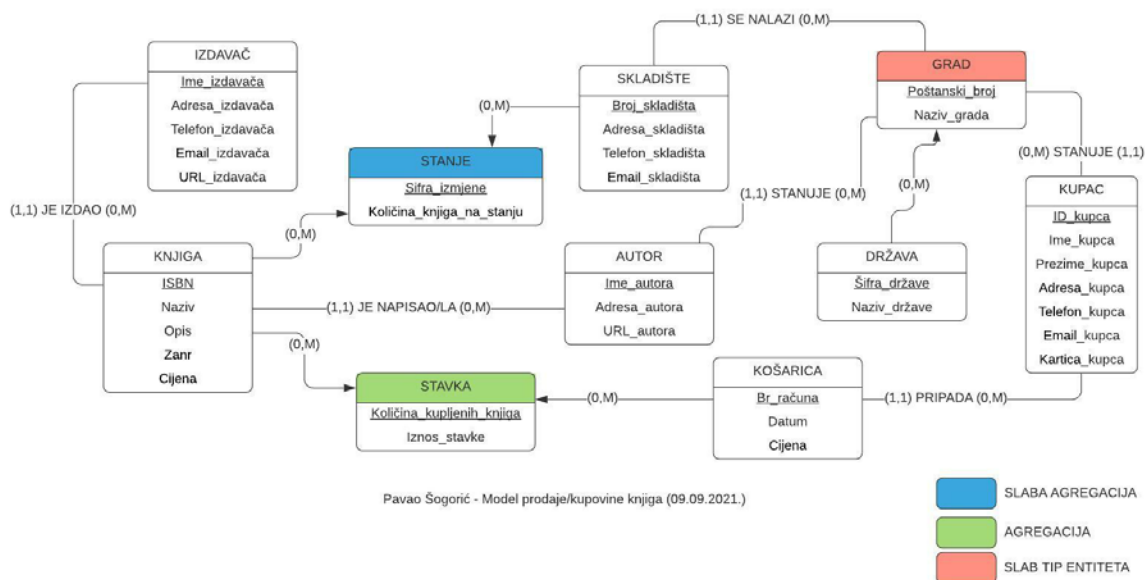 (1,1) SE NALAZI (0,M)
IZDAVAČ
Ime_izdavača
Adresa_izdavača
Telefon_izdavača
Email_izdavača
URL_izdavača
SKLADIŠTE
Broj_skladišta
Adresa_skladišta
Telefon_skladišta
Email_skladišta
GRAD
Poštanski_broj
Naziv_grada
(0,M)
STANJE
Sifra_izmjene
Količina_knjiga_na_stanju
(1,1) STANUJE (0,M)
(0,M)
(0,M) STANUJE (1,1)
(1,1) JE IZDAO (0,M)
(0,M)
KUPAC
ID_kupca
Ime_kupca
Prezime_kupca
Adresa_kupca
Telefon_kupca
Email_kupca
Kartica_kupca
KNJIGA
ISBN
Naziv
Opis
Zanr
Cijena
AUTOR
Ime_autora
Adresa_autora
URL_autora
DRŽAVA
Šifra_države
Naziv_države
(1,1) JE NAPISAO/LA (0,M)
(0,M)
STAVKA
Količina_kupljenih_knjiga
Iznos_stavke
(0,M)
KOŠARICA
Br_računa
Datum
Cijena
(1,1) PRIPADA (0,M)
Pavao Šogorić - Model prodaje/kupovine knjiga (09.09.2021.)
SLABA AGREGACIJA
AGREGACIJA
SLAB TIP ENTITETA